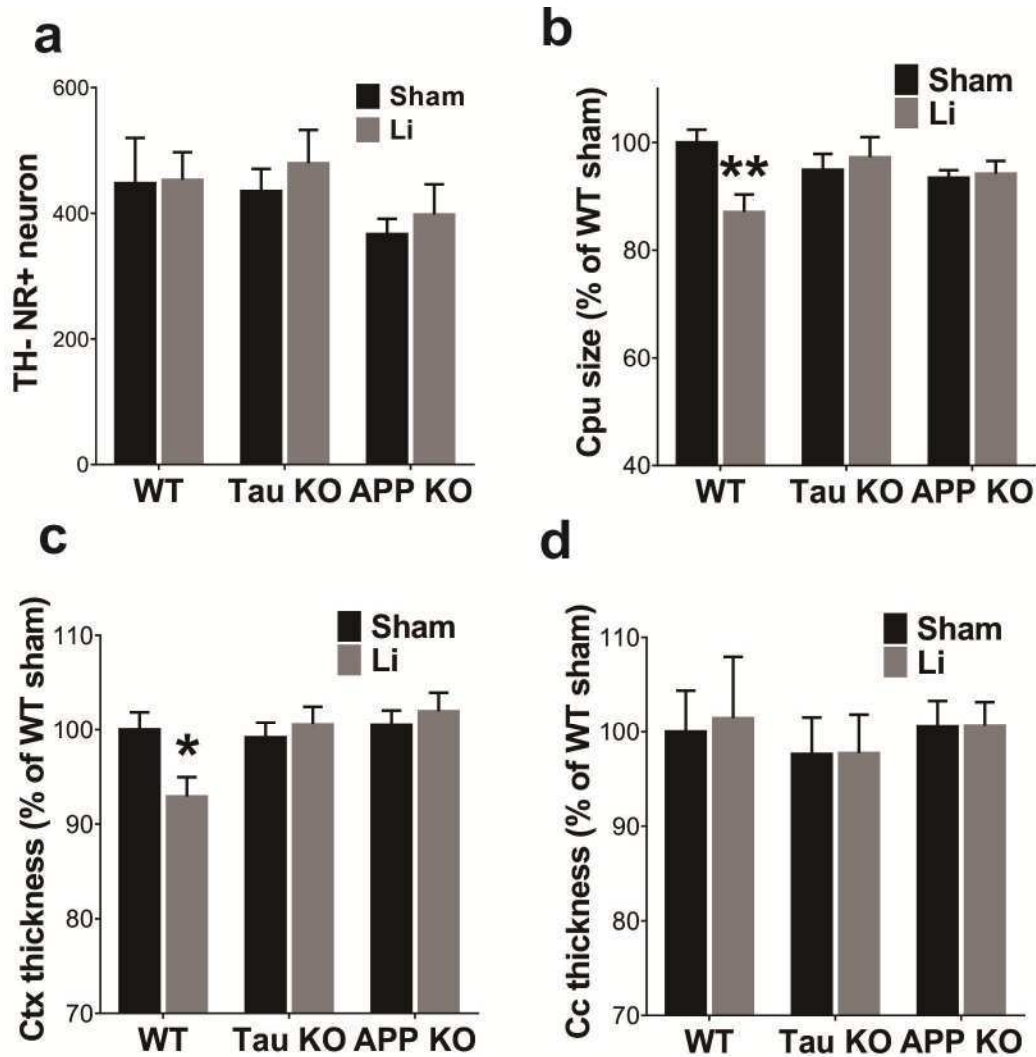 a
600
400
200
0
TH- NR+ neuron
Sham
Li
WT Tau KO APP KO
b
100
80
60
40
Cpu size (% of WT sham)
Sham
Li
**
WT Tau KO APP KO
c
110
100
90
80
70
Ctx thickness (% of WT sham)
Sham
Li
*
WT Tau KO APP KO
d
110
100
90
80
70
Cc thickness (% of WT sham)
Sham
Li
WT Tau KO APP KO